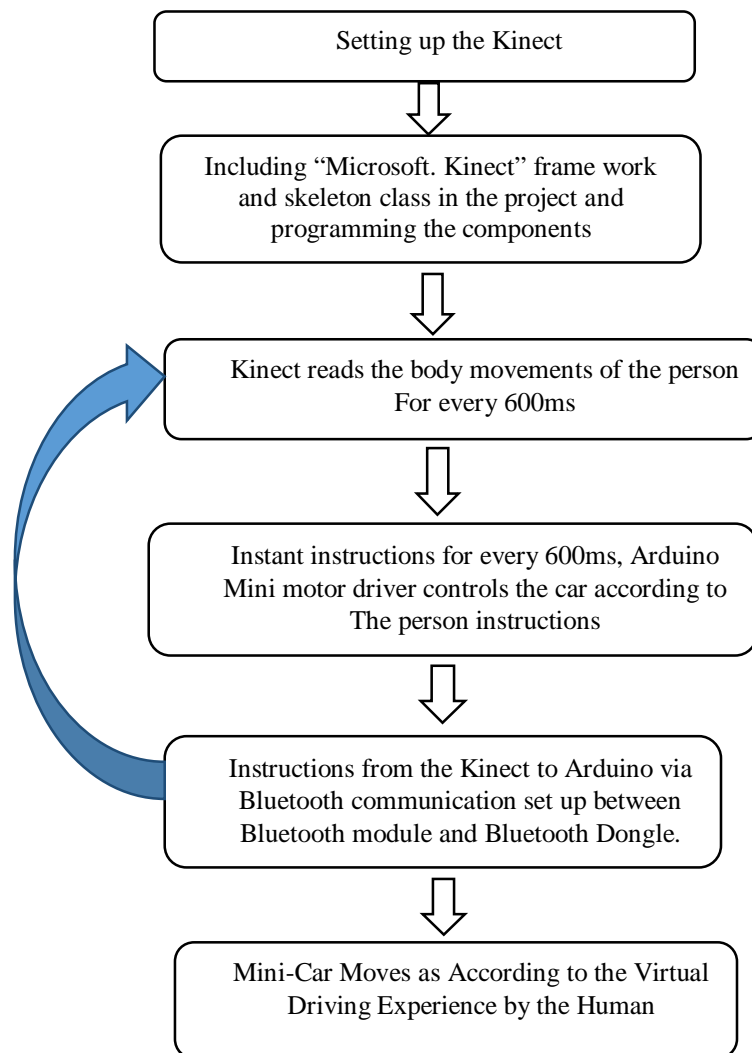 Setting up the Kinect
Including “Microsoft. Kinect” frame work
and skeleton class in the project and
programming the components
Kinect reads the body movements of the person
For every 600ms
Instant instructions for every 600ms, Arduino
Mini motor driver controls the car according to
The person instructions
Instructions from the Kinect to Arduino via
Bluetooth communication set up between
Bluetooth module and Bluetooth Dongle.
Mini-Car Moves as According to the Virtual
Driving Experience by the Human